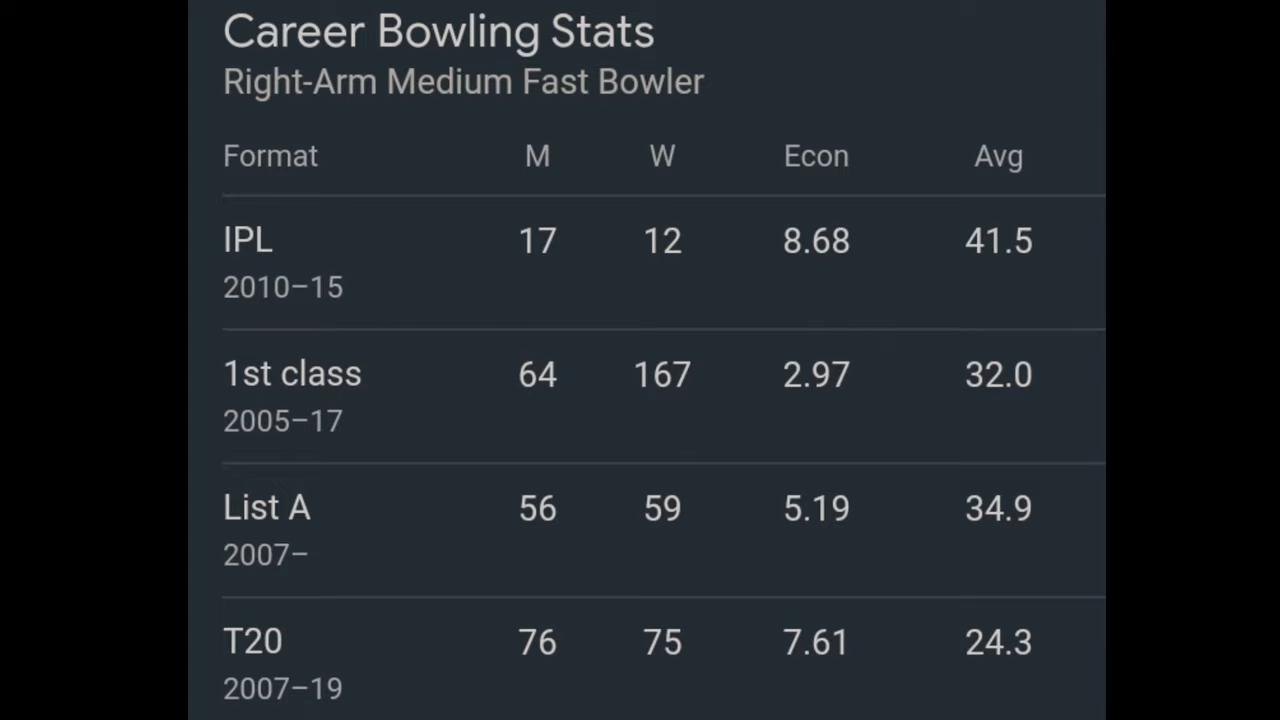 Career Bowling Stats
Right-Arm Medium Fast Bowler
Format M W Econ Avg
IPL 17 12 8.68 41.5
2010–15
1st class 64 167 2.97 32.0
2005–17
List A 56 59 5.19 34.9
2007–
T20 76 75 7.61 24.3
2007–19